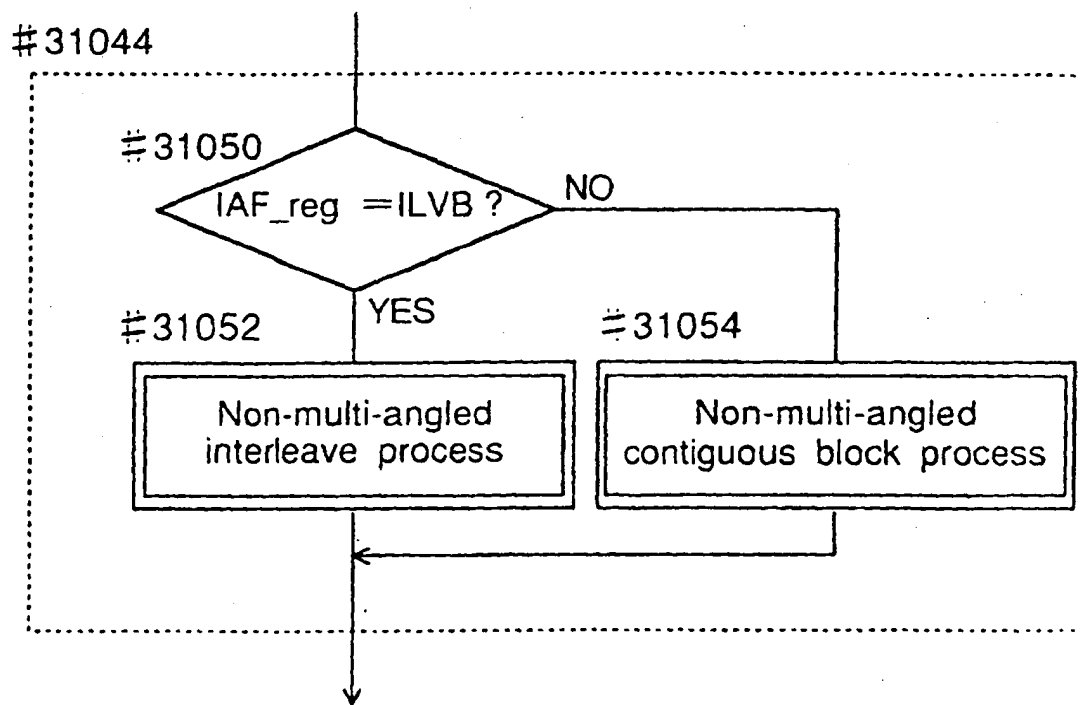 #31044
#31050
IAF_reg =ILVB ?
NO
YES
#31052
#31054
Non-multi-angled
interleave process
Non-multi-angled
contiguous block process